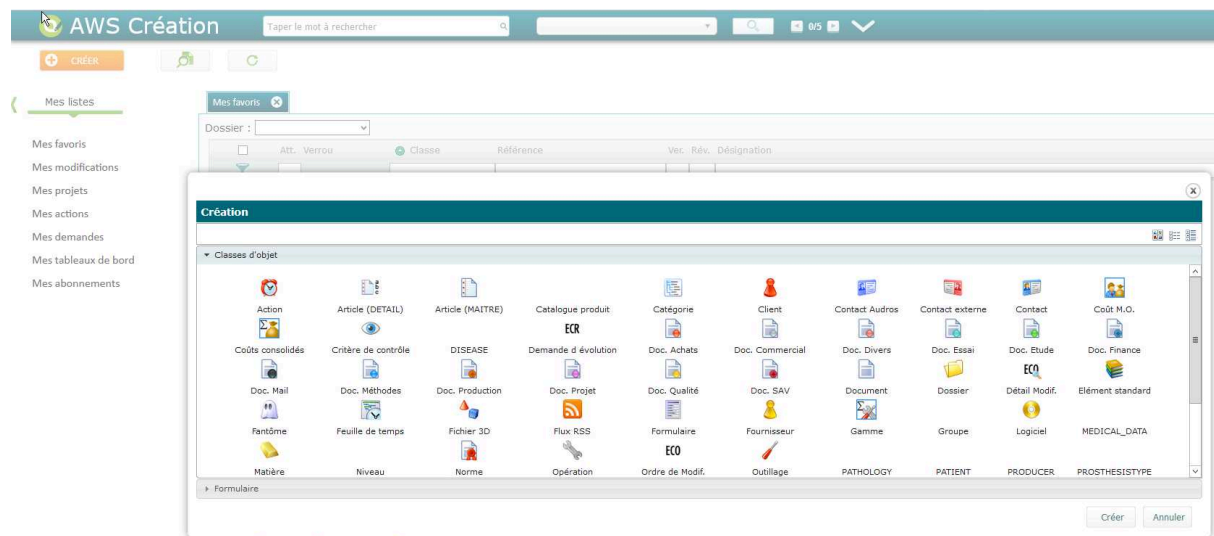 AWS Création
Taper le mot à rechercher
0/5
CRÉER
Mes listes
Mes favoris
Mes modifications
Mes projets
Mes actions
Mes demandes
Mes tableaux de bord
Mes abonnements
Mes favoris
Dossier :
Att. Verrou Classe Référence Ver. Rév. Désignation
Création
Classes d'objet
Action Article (DETAIL) Article (MAITRE) Catalogue produit Catégorie Client Contact Audros Contact externe Contact Coût M.O.
ECR
Coûts consolidés Critère de contrôle DISEASE Demande d évolution Doc. Achats Doc. Commercial Doc. Divers Doc. Essai Doc. Etude Doc. Finance
ECO
Doc. Mail Doc. Méthodes Doc. Production Doc. Projet Doc. Qualité Doc. SAV Document Dossier Détail Modif. Elément standard
Fantôme Feuille de temps Fichier 3D Flux RSS Formulaire Fournisseur Gamme Groupe Logiciel MEDICAL_DATA
ECO
Matière Niveau Norme Opération Ordre de Modif. Outillage PATHOLOGY PATIENT PRODUCER PROSTHESISTYPE
Formulaire
Créer Annuler